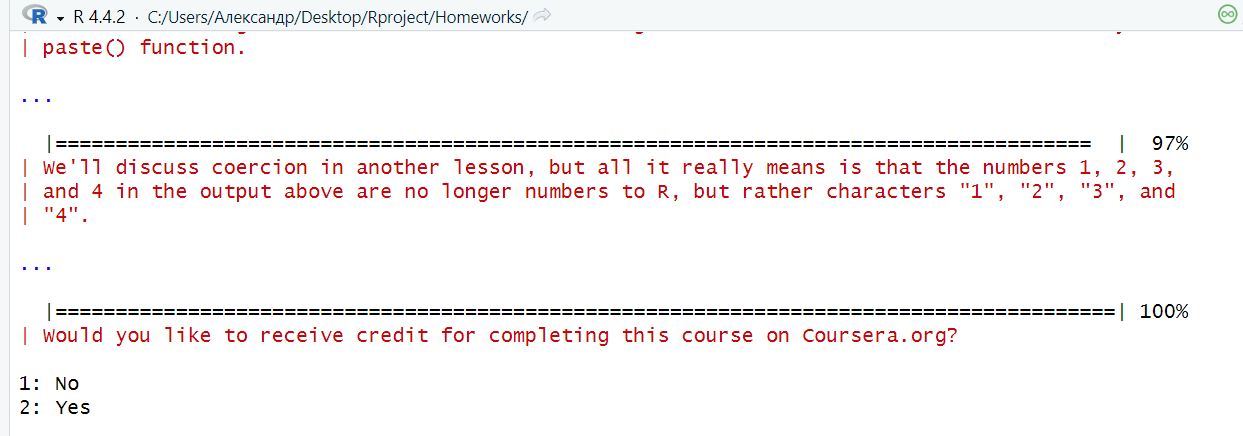 R 4.4.2 · C:/Users/Александр/Desktop/Rproject/Homeworks/
| paste() function.
...
|======================================================================================  |  97%
| We'll discuss coercion in another lesson, but all it really means is that the numbers 1, 2, 3,
| and 4 in the output above are no longer numbers to R, but rather characters "1", "2", "3", and
| "4".
...
|========================================================================================| 100%
| Would you like to receive credit for completing this course on Coursera.org?
1: No
2: Yes